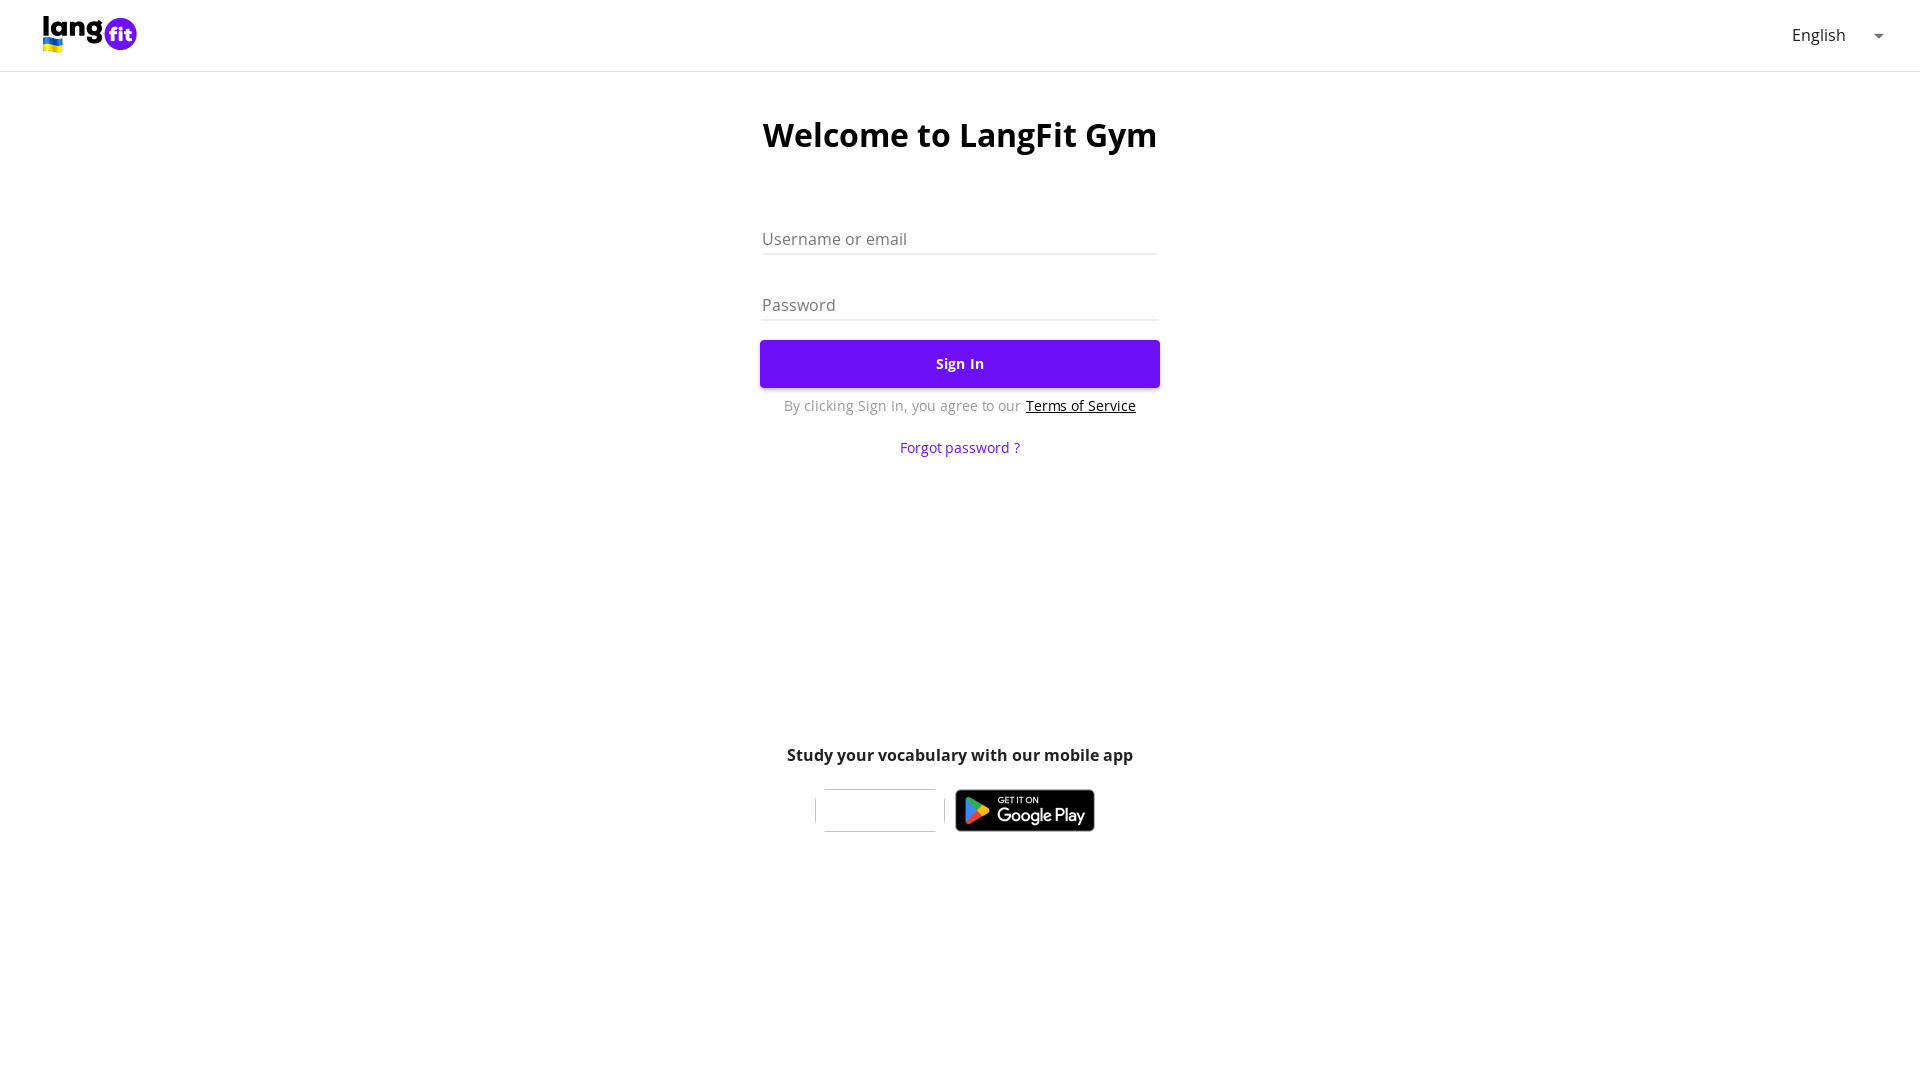 lang fit
English
Welcome to LangFit Gym
Username or email
Password
Sign In
By clicking Sign In, you agree to our Terms of Service
Forgot password ?
Study your vocabulary with our mobile app
GET IT ON
Google Play